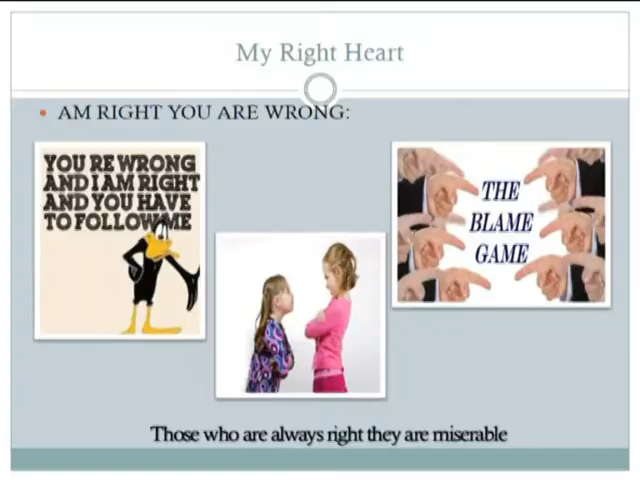 My Right Heart
• AM RIGHT YOU ARE WRONG:
YOU RE WRONG
AND I AM RIGHT
AND YOU HAVE
TO FOLLOW ME
THE
BLAME
GAME
Those who are always right they are miserable